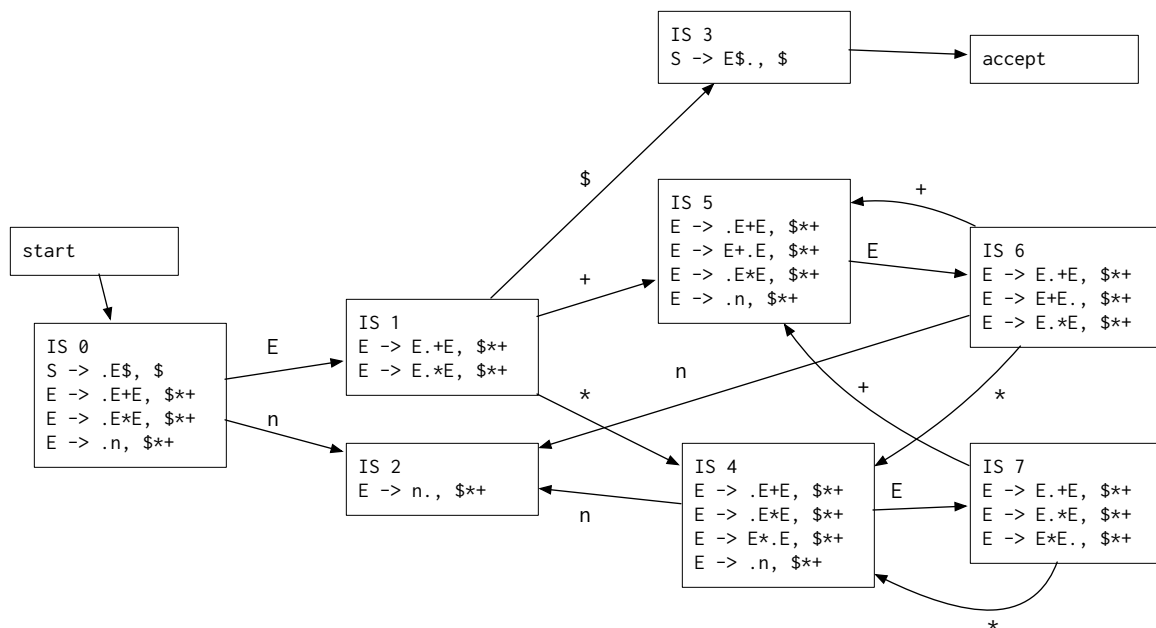 IS 3
S -> E$., $
accept
$
IS 5
E -> .E+E, $*+
E -> E+.E, $*+
E -> .E*E, $*+
E -> .n, $*+
+
E
start
IS 6
E -> E.+E, $*+
E -> E+E., $*+
E -> E.*E, $*+
+
IS 1
E -> E.+E, $*+
E -> E.*E, $*+
IS 0
S -> .E$, $
E -> .E+E, $*+
E -> .E*E, $*+
E -> .n, $*+
E
n
*
n
+
*
IS 2
E -> n., $*+
n
IS 4
E -> .E+E, $*+
E -> .E*E, $*+
E -> E*.E, $*+
E -> .n, $*+
E
IS 7
E -> E.+E, $*+
E -> E.*E, $*+
E -> E*E., $*+
*